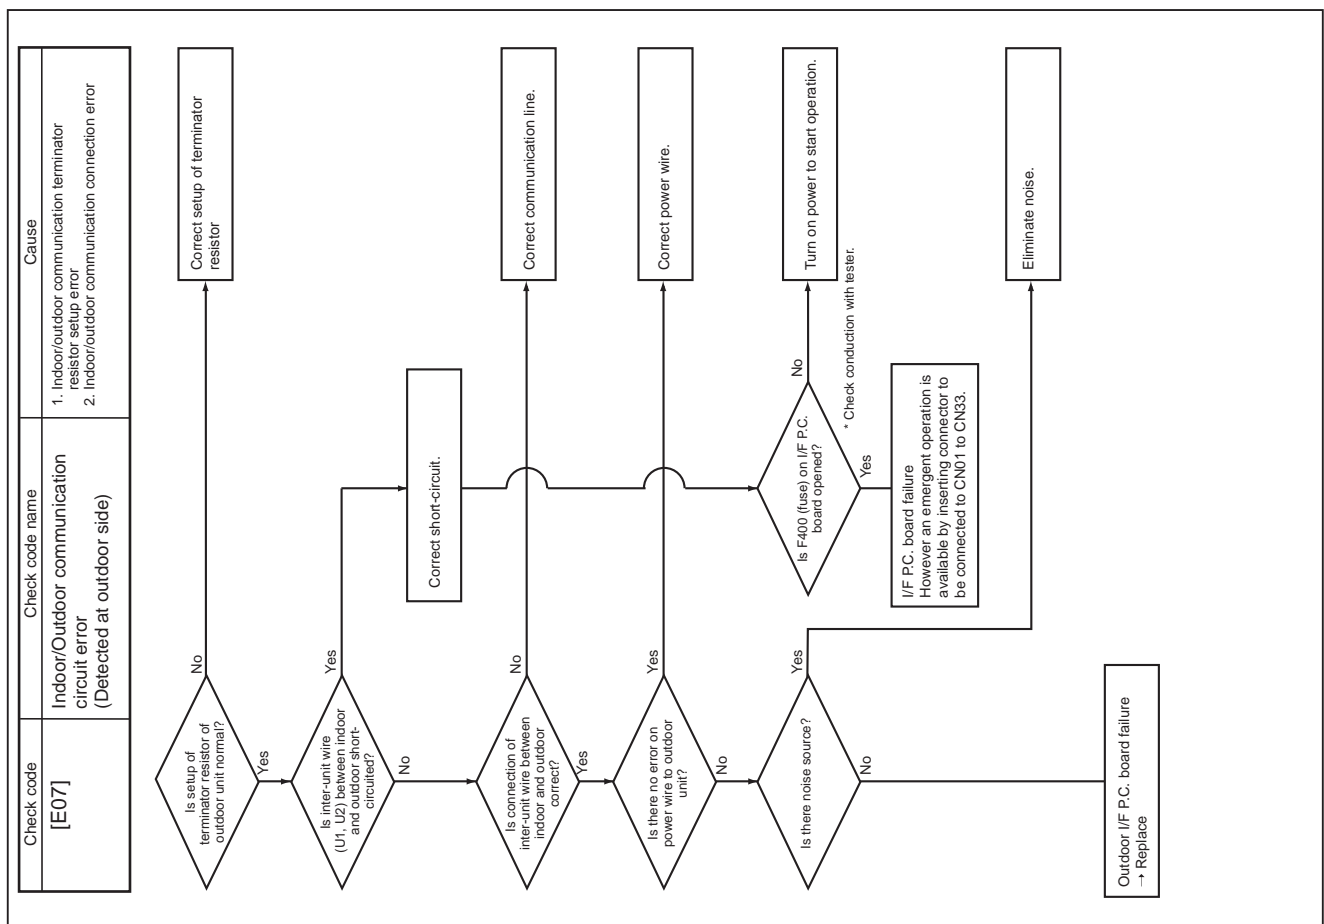 Check code
Check code name
Cause
[E07]
Indoor/Outdoor communication
circuit error
(Detected at outdoor side)
1. Indoor/outdoor communication terminator
resistor setup error
2. Indoor/outdoor communication connection error
Is setup of
terminator resistor of
outdoor unit normal?
No
Correct setup of terminator
resistor
Yes
Is inter-unit wire
(U1, U2) between indoor
and outdoor short-
circuited?
Yes
Correct short-circuit.
No
Is connection of
inter-unit wire between
indoor and outdoor
correct?
No
Correct communication line.
Yes
Is there no error on
power wire to outdoor
unit?
Yes
Correct power wire.
No
Is F400 (fuse) on I/F P.C.
board opened?
No
Turn on power to start operation.
* Check conduction with tester.
Yes
I/F P.C. board failure
However an emergent operation is
available by inserting connector to
be connected to CN01 to CN33.
Is there noise source?
Yes
Eliminate noise.
No
Outdoor I/F P.C. board failure
→ Replace